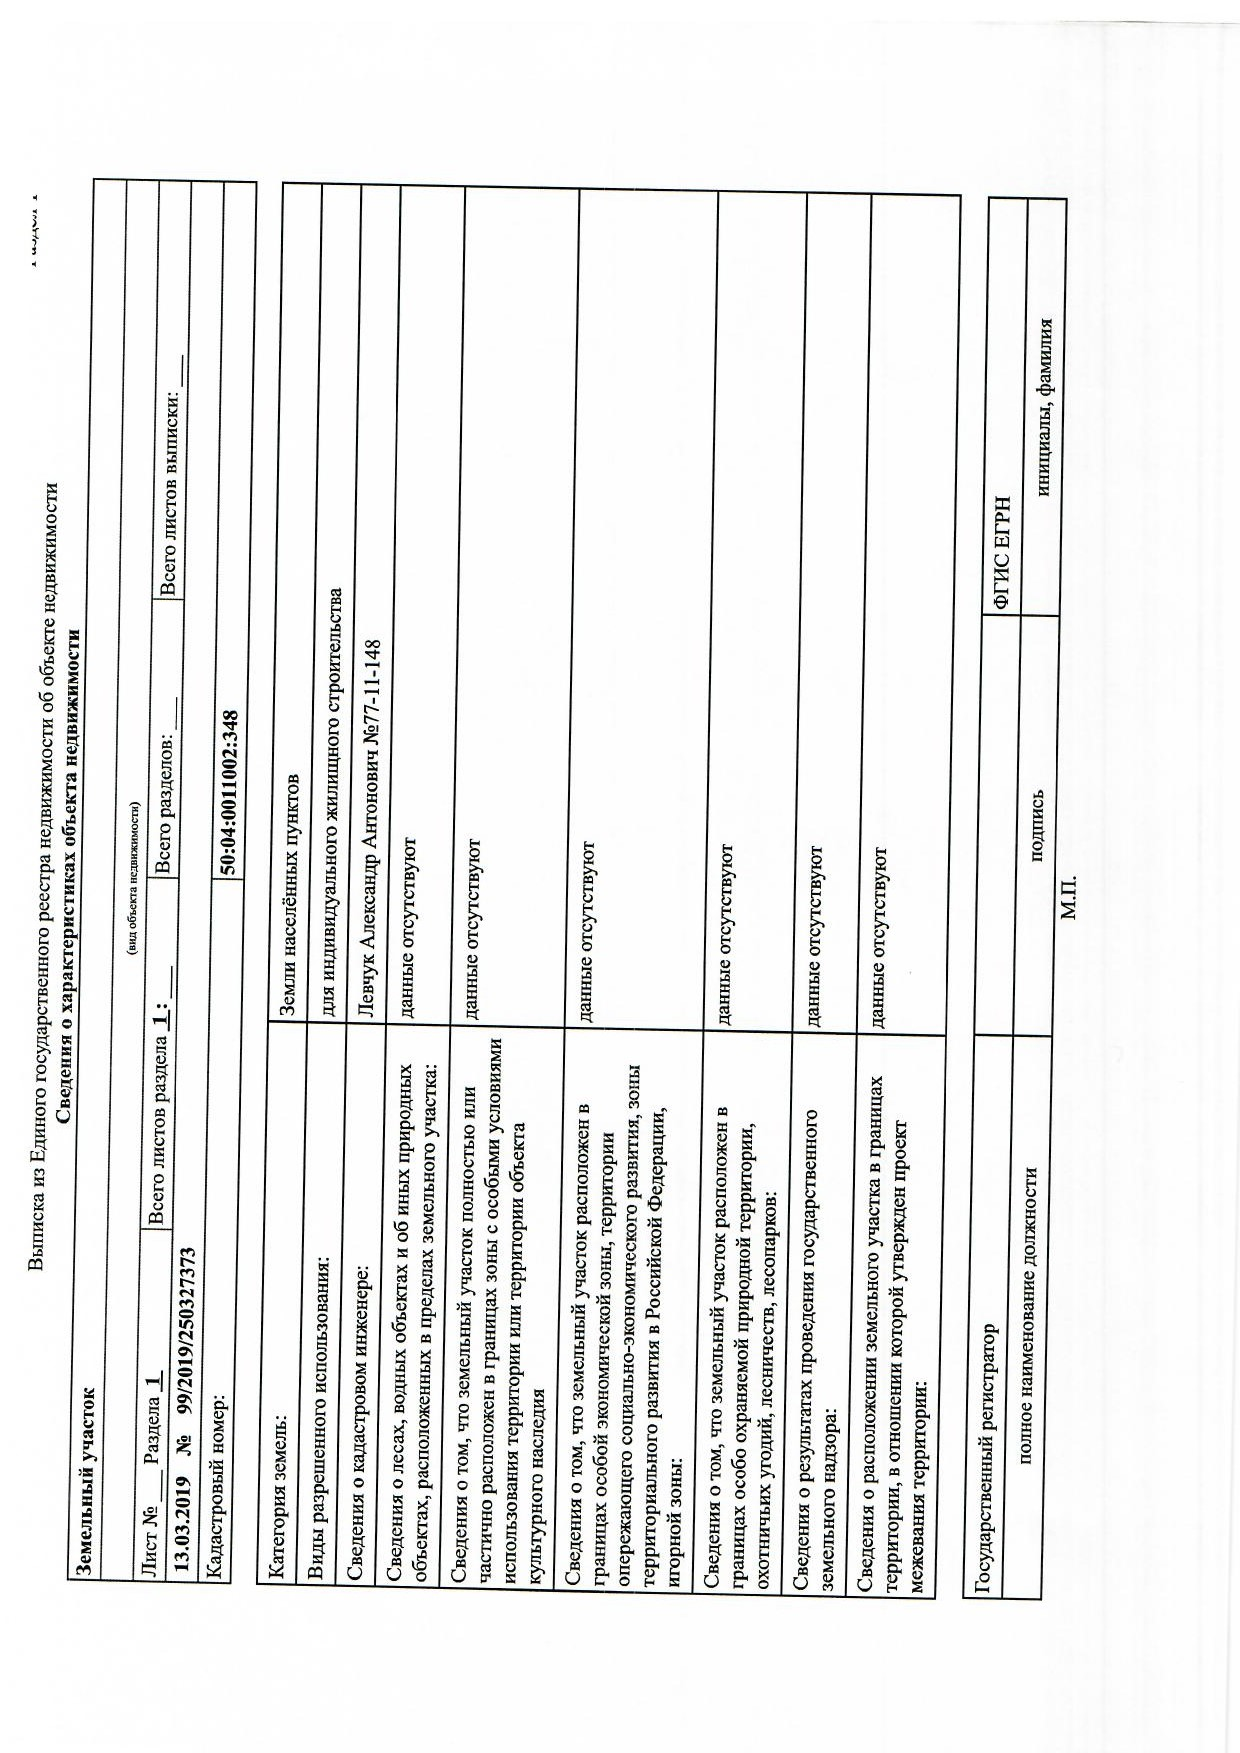 Раздел 1
Выписка из Единого государственного реестра недвижимости об объекте недвижимости
Сведения о характеристиках объекта недвижимости
Земельный участок
(вид объекта недвижимости)
Лист № ___ Раздела 1 Всего листов раздела 1 : ___ Всего разделов: ___ Всего листов выписки: ___
13.03.2019 № 99/2019/250327373
Кадастровый номер: 50:04:0011002:348
Категория земель: Земли населённых пунктов
Виды разрешенного использования: для индивидуального жилищного строительства
Сведения о кадастровом инженере: Левчук Александр Антонович №77-11-148
Сведения о лесах, водных объектах и об иных природных
объектах, расположенных в пределах земельного участка:
данные отсутствуют
Сведения о том, что земельный участок полностью или
частично расположен в границах зоны с особыми условиями
использования территории или территории объекта
культурного наследия
данные отсутствуют
Сведения о том, что земельный участок расположен в
границах особой экономической зоны, территории
опережающего социально-экономического развития, зоны
территориального развития в Российской Федерации,
игорной зоны:
данные отсутствуют
Сведения о том, что земельный участок расположен в
границах особо охраняемой природной территории,
охотничьих угодий, лесничеств, лесопарков:
данные отсутствуют
Сведения о результатах проведения государственного
земельного надзора:
данные отсутствуют
Сведения о расположении земельного участка в границах
территории, в отношении которой утвержден проект
межевания территории:
данные отсутствуют
Государственный регистратор ФГИС ЕГРН
полное наименование должности подпись инициалы, фамилия
М.П.